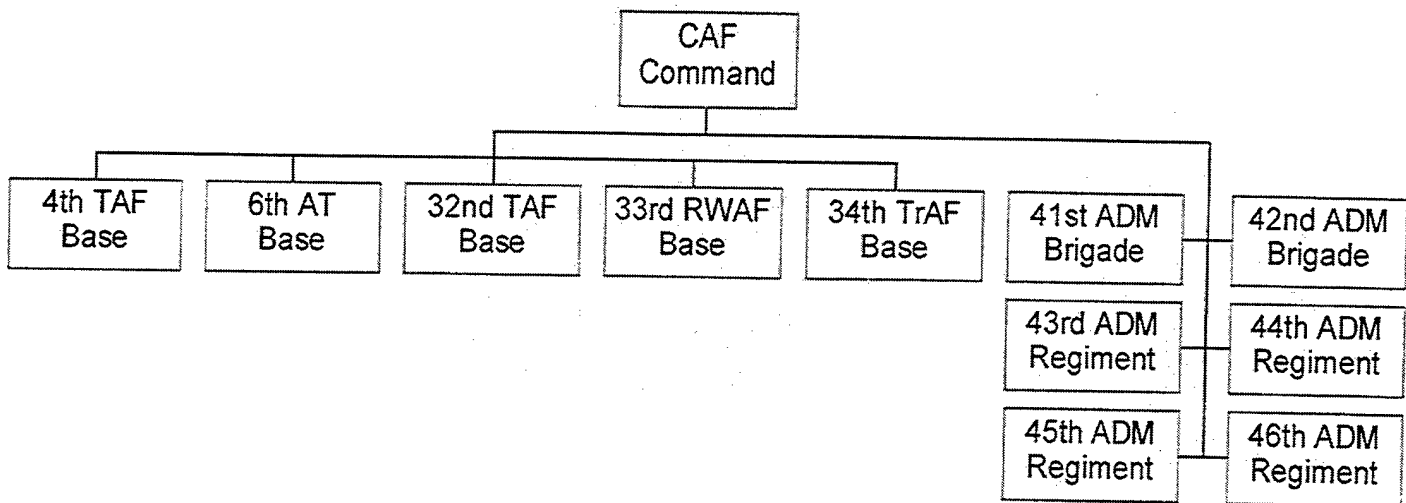 CAF
Command
4th TAF
Base
6th AT
Base
32nd TAF
Base
33rd RWAF
Base
34th TrAF
Base
41st ADM
Brigade
42nd ADM
Brigade
43rd ADM
Regiment
44th ADM
Regiment
45th ADM
Regiment
46th ADM
Regiment